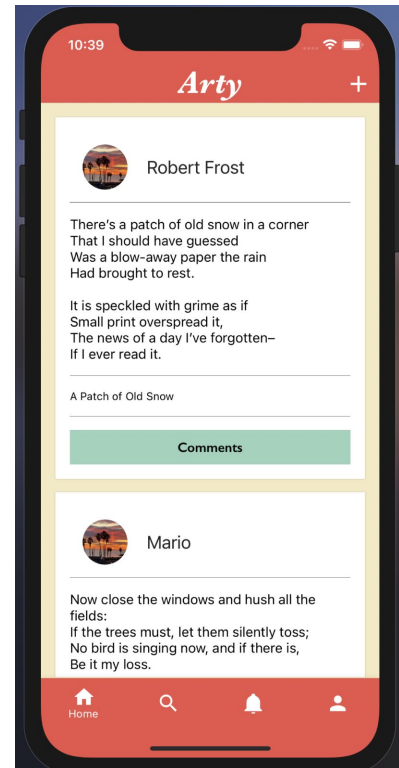 10:39
Arty
Robert Frost
There's a patch of old snow in a corner
That I should have guessed
Was a blow-away paper the rain
Had brought to rest.
It is speckled with grime as if
Small print overspread it,
The news of a day I've forgotten–
If I ever read it.
A Patch of Old Snow
Comments
Mario
Now close the windows and hush all the
fields:
If the trees must, let them silently toss;
No bird is singing now, and if there is,
Be it my loss.
Home